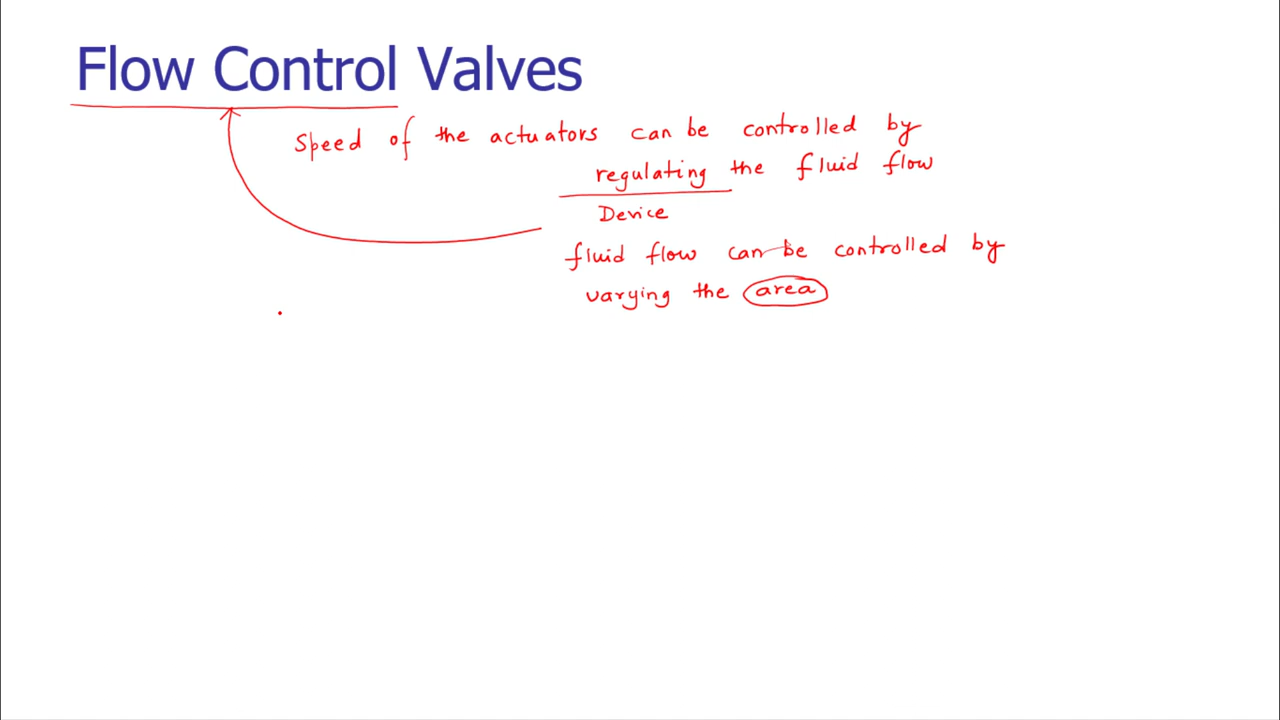 Flow Control Valves
Speed of the actuators can be controlled by
regulating the fluid flow
Device
fluid flow can be controlled by
varying the area